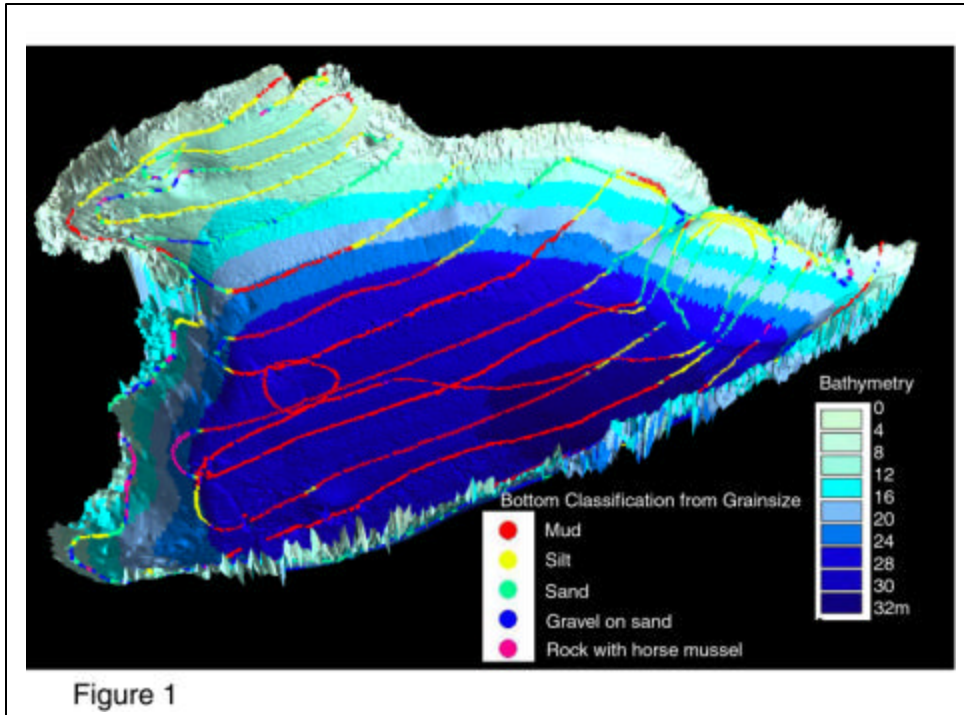 Bathymetry
0
4
8
12
16
20
24
28
30
32m
Bottom Classification from Grainsize
Mud
Silt
Sand
Gravel on sand
Rock with horse mussel
Figure 1